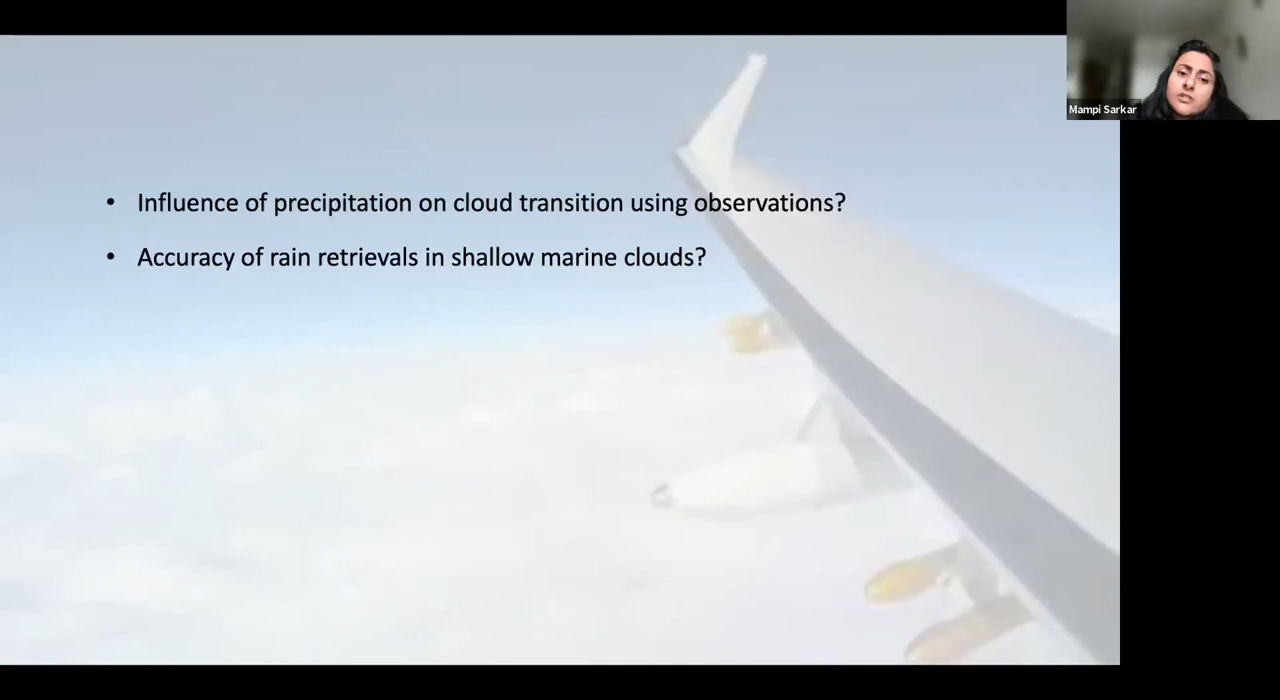 Mampi Sarkar
• Influence of precipitation on cloud transition using observations?
• Accuracy of rain retrievals in shallow marine clouds?